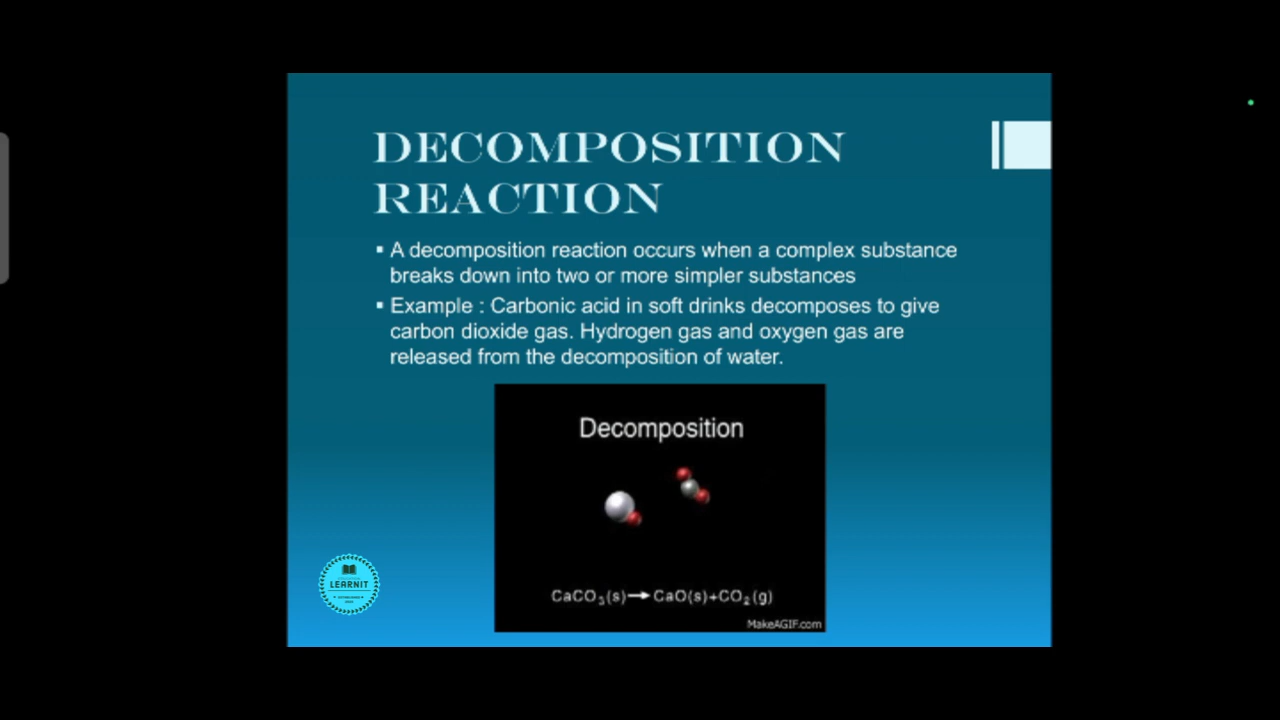 DECOMPOSITION
REACTION
▪ A decomposition reaction occurs when a complex substance
breaks down into two or more simpler substances
▪ Example : Carbonic acid in soft drinks decomposes to give
carbon dioxide gas. Hydrogen gas and oxygen gas are
released from the decomposition of water.
Decomposition
CaCO₃(s)→CaO(s)+CO₂(g)
MakeAGIF.com
LEARNIT